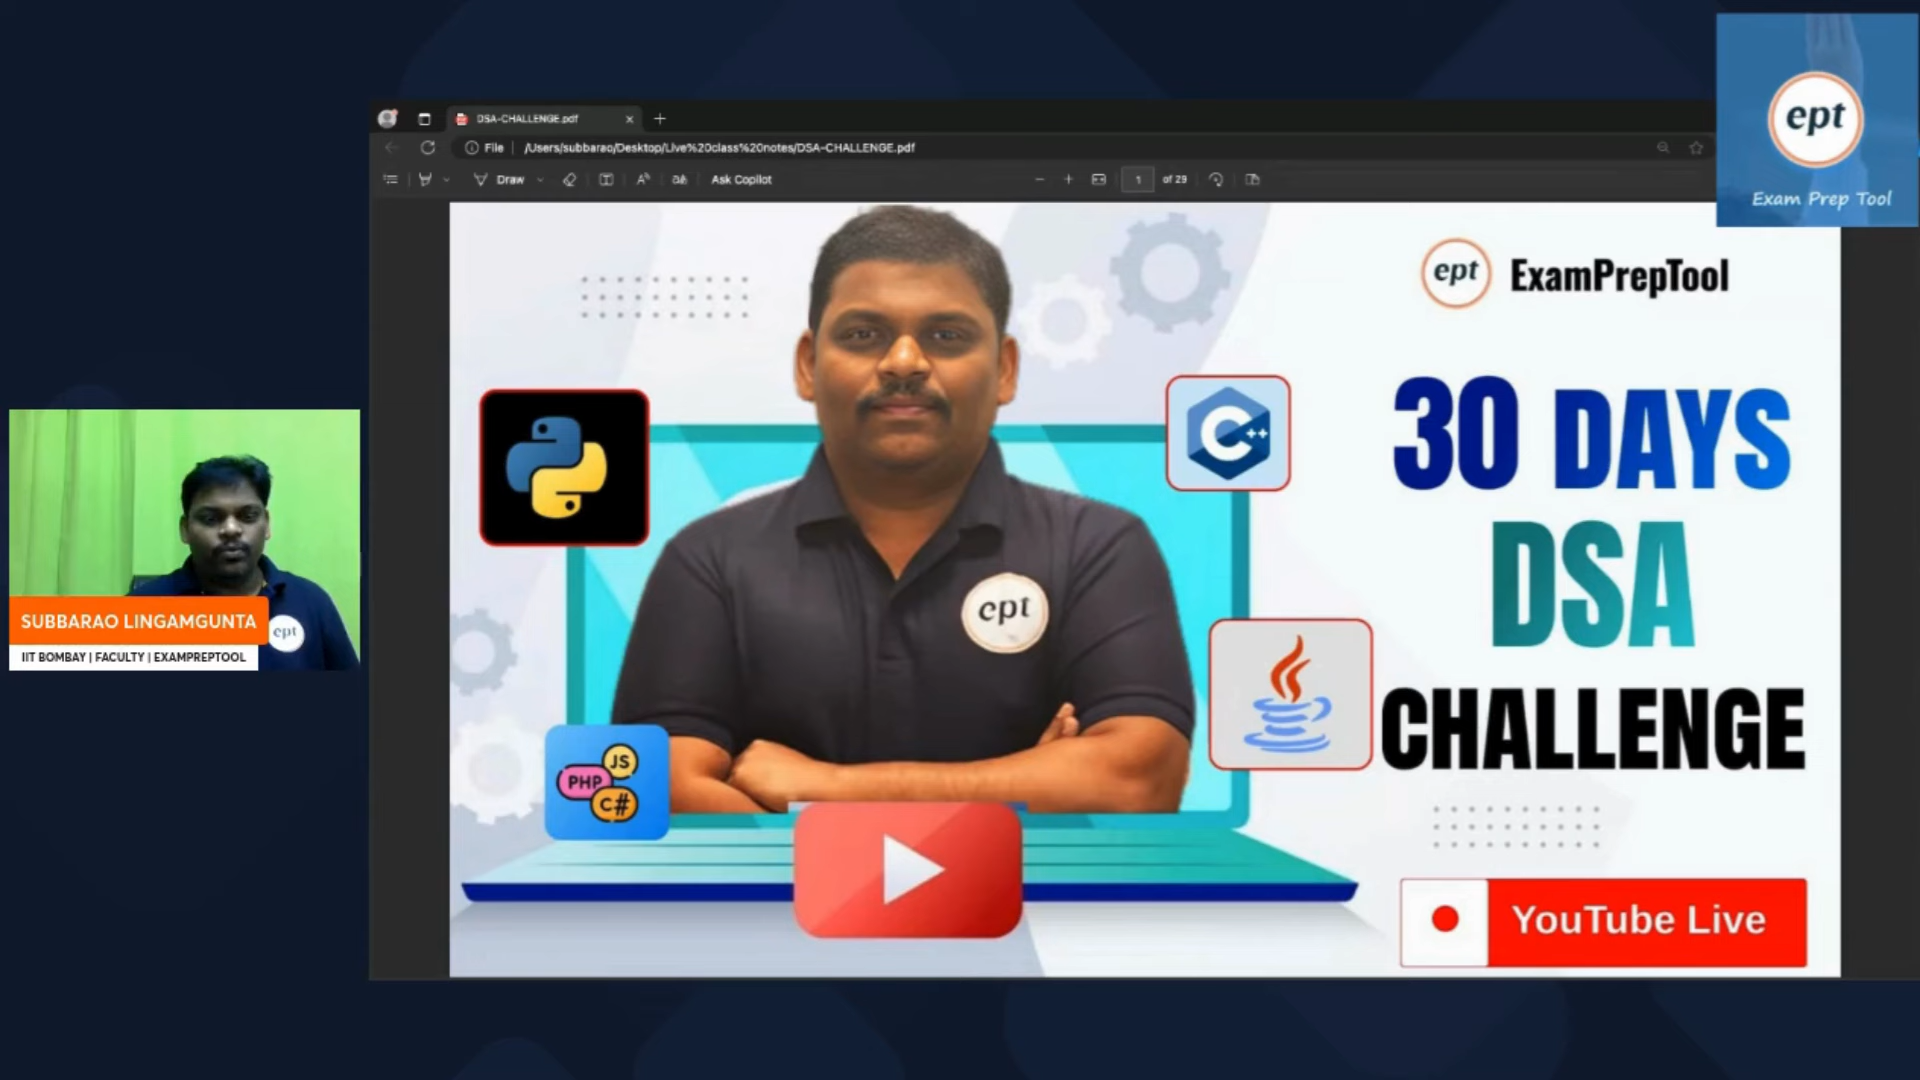 DSA-CHALLENGE.pdf
File /Users/subbarao/Desktop/Live%20class%20notes/DSA-CHALLENGE.pdf
Draw
Ask Copilot
1 of 29
ept
Exam Prep Tool
ept ExamPrepTool
C++
30 DAYS
DSA
CHALLENGE
ept
JS
PHP
C#
YouTube Live
SUBBARAO LINGAMGUNTA
ept
IIT BOMBAY | FACULTY | EXAMPREPTOOL